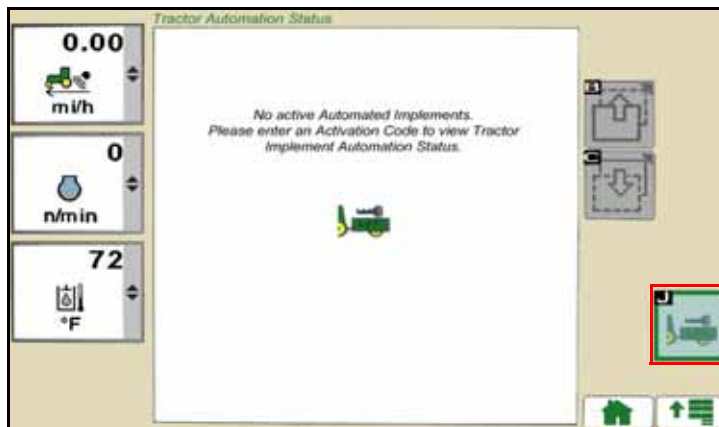 Tractor Automation Status
0.00
mi/h
0
n/min
72
°F
No active Automated Implements.
Please enter an Activation Code to view Tractor
Implement Automation Status.
B
C
J